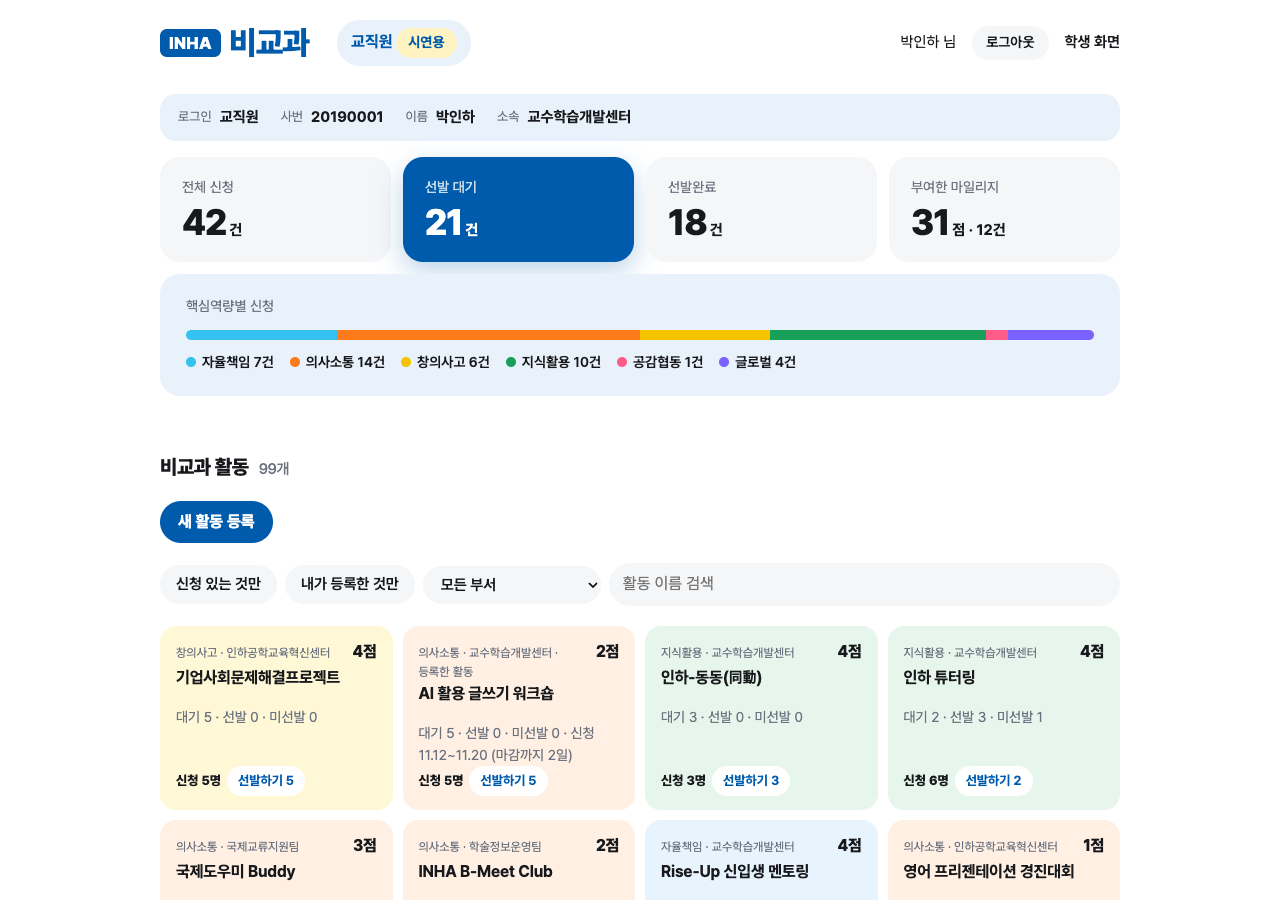 INHA 비교과 교직원 시연용 박인하 님 로그아웃 학생 화면
로그인 교직원 사번 20190001 이름 박인하 소속 교수학습개발센터
전체 신청
42건
선발 대기
21건
선발완료
18건
부여한 마일리지
31점 · 12건
핵심역량별 신청
자율책임 7건 의사소통 14건 창의사고 6건 지식활용 10건 공감협동 1건 글로벌 4건
비교과 활동 99개
새 활동 등록
신청 있는 것만 내가 등록한 것만 모든 부서 활동 이름 검색
창의사고 · 인하공학교육혁신센터 4점
기업사회문제해결프로젝트
대기 5 · 선발 0 · 미선발 0
신청 5명 선발하기 5
의사소통 · 교수학습개발센터 · 2점
등록한 활동
AI 활용 글쓰기 워크숍
대기 5 · 선발 0 · 미선발 0 · 신청
11.12~11.20 (마감까지 2일)
신청 5명 선발하기 5
지식활용 · 교수학습개발센터 4점
인하-동동(同動)
대기 3 · 선발 0 · 미선발 0
신청 3명 선발하기 3
지식활용 · 교수학습개발센터 4점
인하 튜터링
대기 2 · 선발 3 · 미선발 1
신청 6명 선발하기 2
의사소통 · 국제교류지원팀 3점
국제도우미 Buddy
의사소통 · 학술정보운영팀 2점
INHA B-Meet Club
자율책임 · 교수학습개발센터 4점
Rise-Up 신입생 멘토링
의사소통 · 인하공학교육혁신센터 1점
영어 프리젠테이션 경진대회